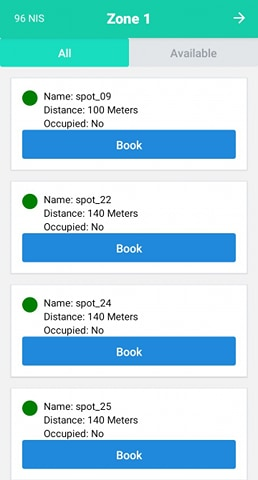 96 NIS
Zone 1
All
Available
Name: spot_09
Distance: 100 Meters
Occupied: No
Book
Name: spot_22
Distance: 140 Meters
Occupied: No
Book
Name: spot_24
Distance: 140 Meters
Occupied: No
Book
Name: spot_25
Distance: 140 Meters
Occupied: No
Book